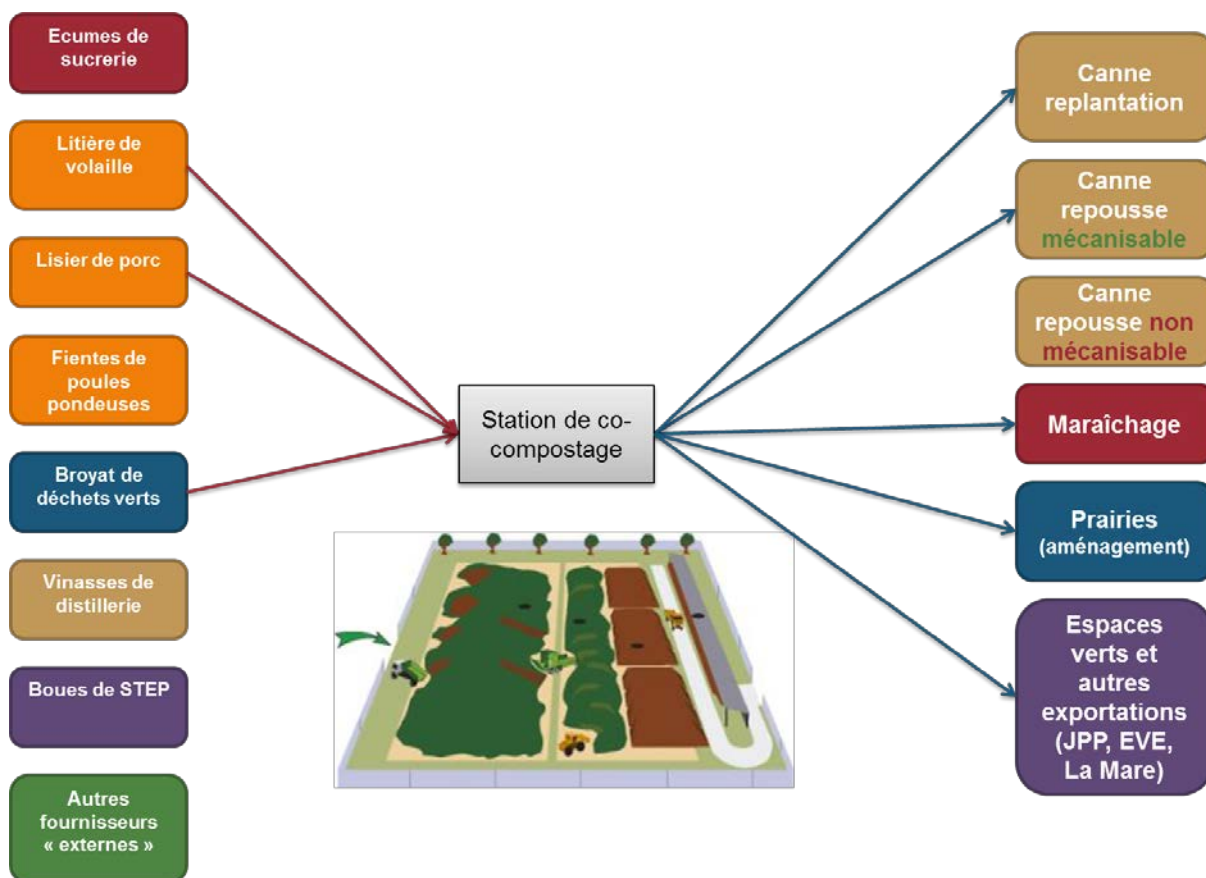 Ecumes de
sucrerie
Litière de
volaille
Lisier de porc
Fientes de
poules
pondeuses
Broyat de
déchets verts
Vinasses de
distillerie
Boues de STEP
Autres
fournisseurs
« externes »
Station de co-
compostage
Canne
replantation
Canne
repousse
mécanisable
Canne
repousse non
mécanisable
Maraîchage
Prairies
(aménagement)
Espaces
verts et
autres
exportations
(JPP, EVE,
La Mare)